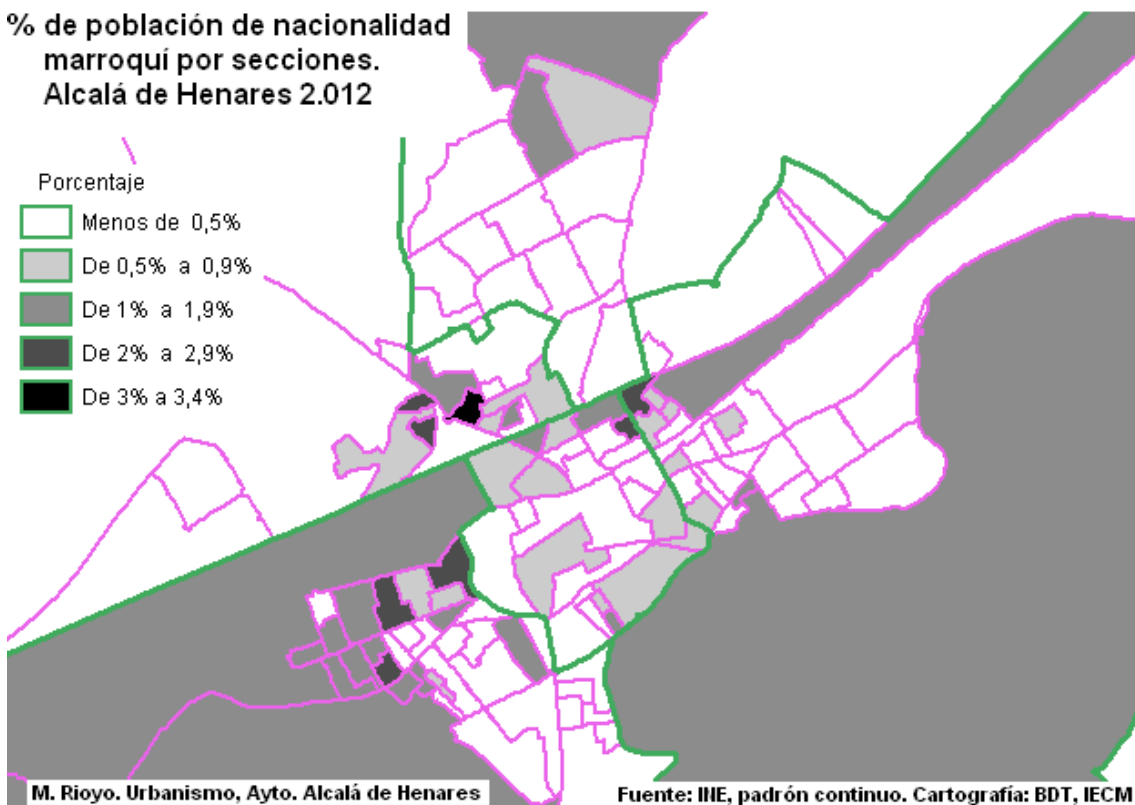 % de población de nacionalidad
marroquí por secciones.
Alcalá de Henares 2.012
Porcentaje
Menos de 0,5%
De 0,5% a 0,9%
De 1% a 1,9%
De 2% a 2,9%
De 3% a 3,4%
M. Rioyo. Urbanismo, Ayto. Alcalá de Henares
Fuente: INE, padrón continuo. Cartografía: BDT, IECM